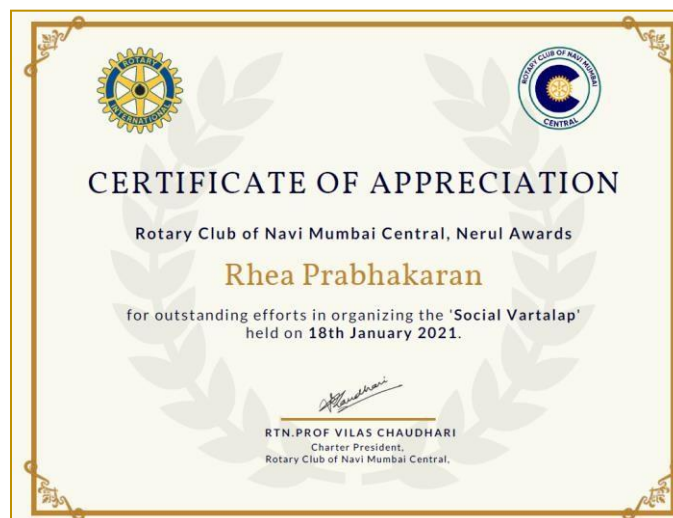 ROTARY
INTERNATIONAL
ROTARY CLUB OF NAVI MUMBAI
CENTRAL
CERTIFICATE OF APPRECIATION
Rotary Club of Navi Mumbai Central, Nerul Awards
Rhea Prabhakaran
for outstanding efforts in organizing the 'Social Vartalap'
held on 18th January 2021.
RTN.PROF VILAS CHAUDHARI
Charter President,
Rotary Club of Navi Mumbai Central,